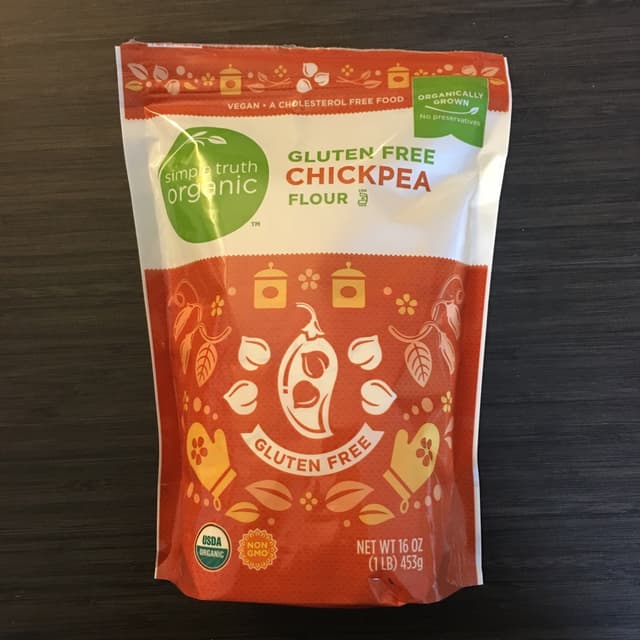 VEGAN • A CHOLESTEROL FREE FOOD
ORGANICALLY
GROWN
No preservatives
simple truth
organic
™
GLUTEN FREE
CHICKPEA
FLOUR
GLUTEN FREE
USDA
ORGANIC
NON
GMO
NET WT 16 OZ
(1 LB) 453g